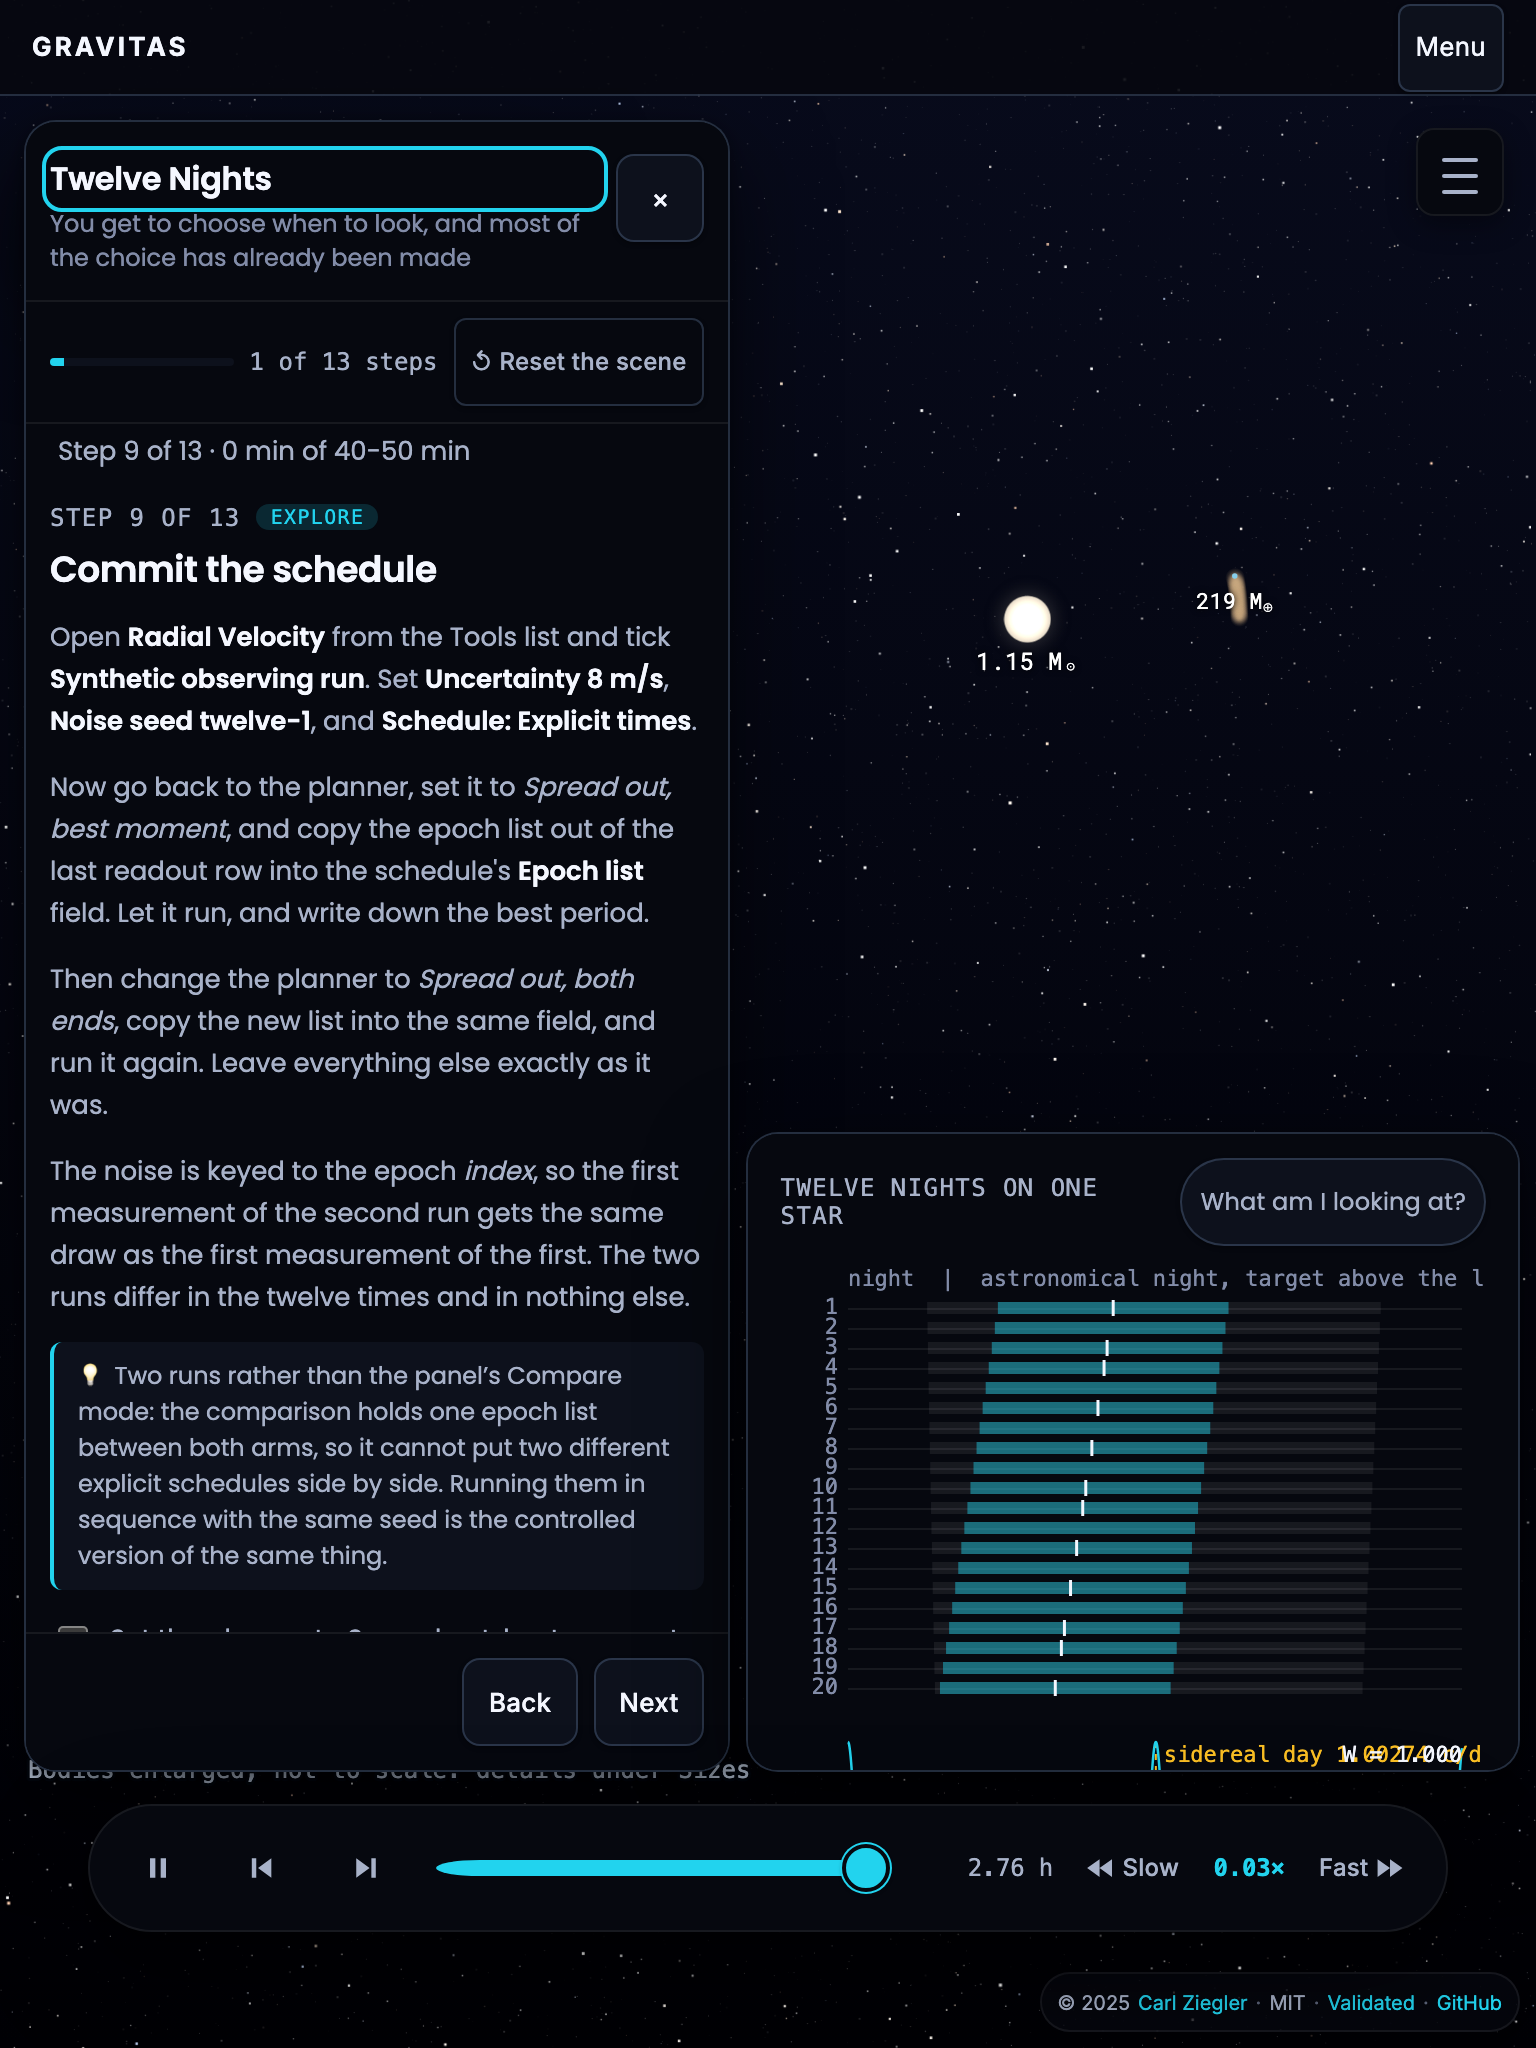 GRAVITAS
Menu
Twelve Nights
You get to choose when to look, and most of
the choice has already been made
×
1 of 13 steps
Reset the scene
Step 9 of 13 · 0 min of 40-50 min
STEP 9 OF 13
EXPLORE
Commit the schedule
Open Radial Velocity from the Tools list and tick
Synthetic observing run. Set Uncertainty 8 m/s,
Noise seed twelve-1, and Schedule: Explicit times.
Now go back to the planner, set it to Spread out,
best moment, and copy the epoch list out of the
last readout row into the schedule's Epoch list
field. Let it run, and write down the best period.
Then change the planner to Spread out, both
ends, copy the new list into the same field, and
run it again. Leave everything else exactly as it
was.
The noise is keyed to the epoch index, so the first
measurement of the second run gets the same
draw as the first measurement of the first. The two
runs differ in the twelve times and in nothing else.
Two runs rather than the panel’s Compare
mode: the comparison holds one epoch list
between both arms, so it cannot put two different
explicit schedules side by side. Running them in
sequence with the same seed is the controlled
version of the same thing.
Back
Next
1.15 M☉
219 M⊕
TWELVE NIGHTS ON ONE
STAR
What am I looking at?
night | astronomical night, target above the l
1
2
3
4
5
6
7
8
9
10
11
12
13
14
15
16
17
18
19
20
sidereal day 1.00274 c/d
W = 1.000
Bodies enlarged, not to scale: details under Sizes
2.76 h
Slow
0.03×
Fast
© 2025 Carl Ziegler · MIT · Validated · GitHub